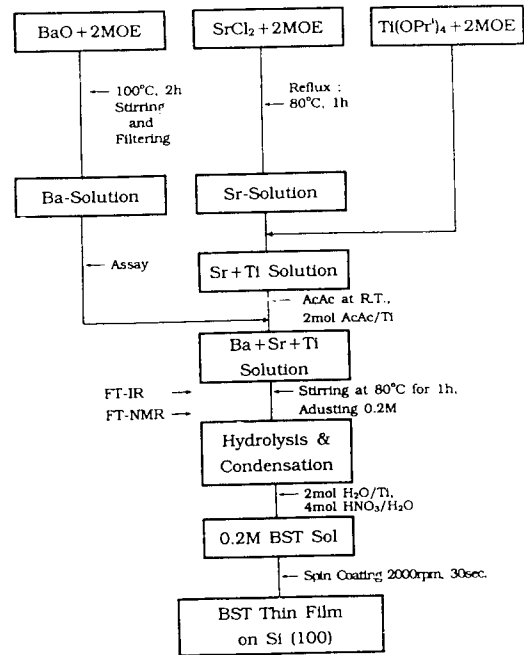 BaO + 2MOE
SrCl₂ + 2MOE
Ti(OPrⁱ)₄ + 2MOE
100°C, 2h
Stirring
and
Filtering
Reflux :
80°C, 1h
Ba-Solution
Sr-Solution
Assay
Sr+Ti Solution
AcAc at R.T.,
2mol AcAc/Ti
Ba+Sr+Ti
Solution
FT-IR
FT-NMR
Stirring at 80°C for 1h,
Adusting 0.2M
Hydrolysis &
Condensation
2mol H₂O/Ti,
4mol HNO₃/H₂O
0.2M BST Sol
Spin Coating 2000rpm, 30sec.
BST Thin Film
on Si (100)